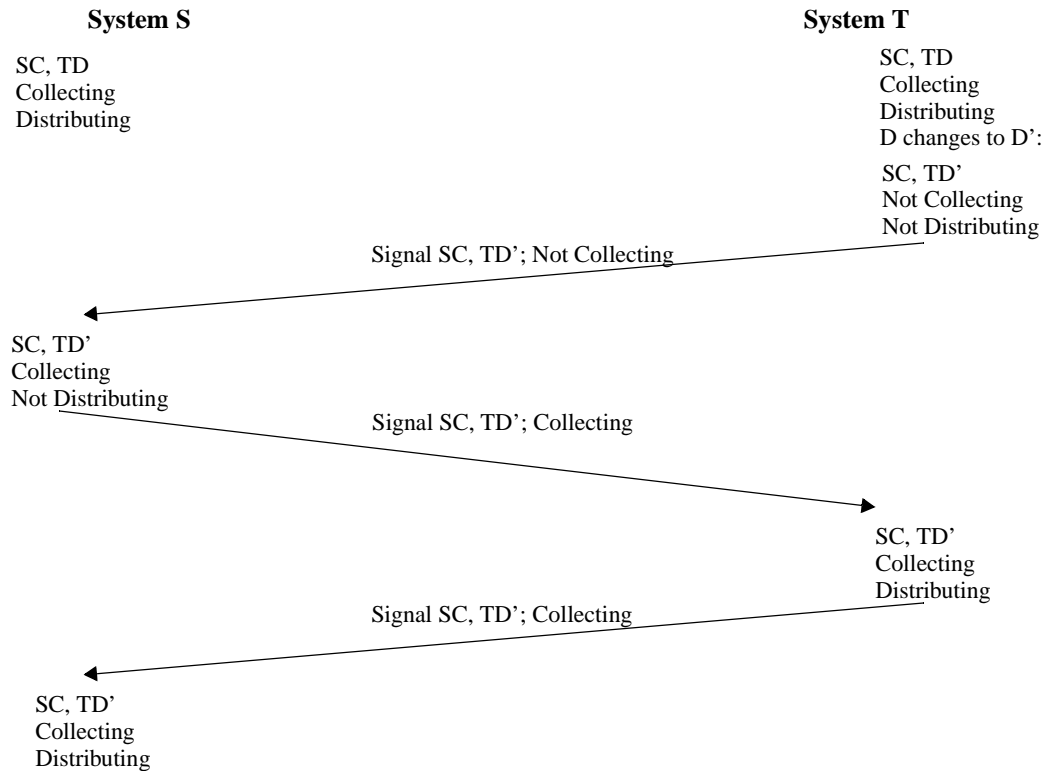 System S
System T
SC, TD
Collecting
Distributing
SC, TD
Collecting
Distributing
D changes to D’:
SC, TD’
Not Collecting
Not Distributing
Signal SC, TD’; Not Collecting
SC, TD’
Collecting
Not Distributing
Signal SC, TD’; Collecting
SC, TD’
Collecting
Distributing
Signal SC, TD’; Collecting
SC, TD’
Collecting
Distributing